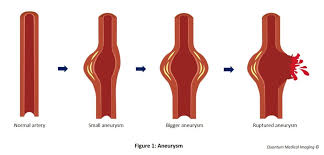 Normal artery
Small aneurysm
Bigger aneurysm
Ruptured aneurysm
Figure 1: Aneurysm
Quantum Medical Imaging ©